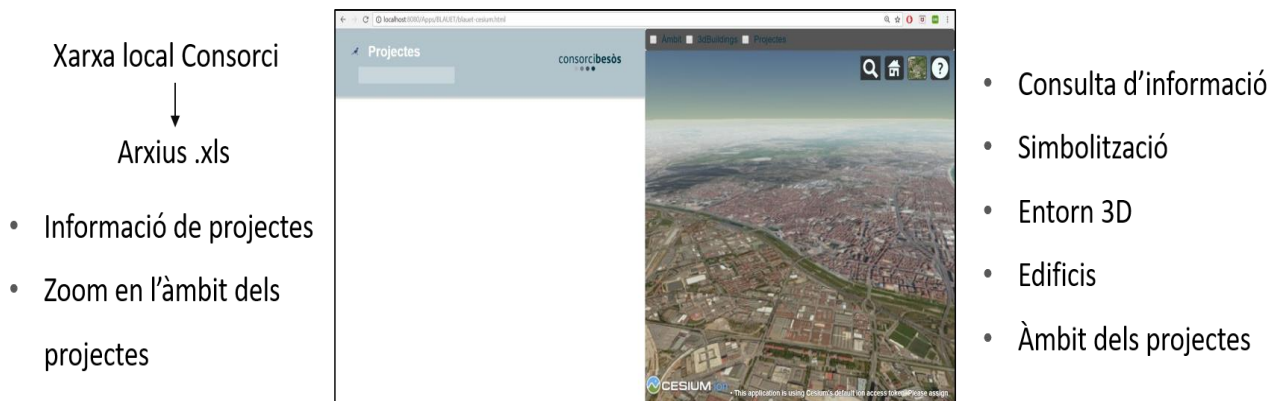 Xarxa local Consorci
Arxius .xls
• Informació de projectes
• Zoom en l'àmbit dels
projectes
localhost:8080/Apps/BLAUET/blauet-cesium.html
Projectes
consorcibesòs
Àmbit 3dBuildings Projectes
?
CESIUM ion
• This application is using Cesium's default ion access token. Please assign
• Consulta d'informació
• Simbolització
• Entorn 3D
• Edificis
• Àmbit dels projectes